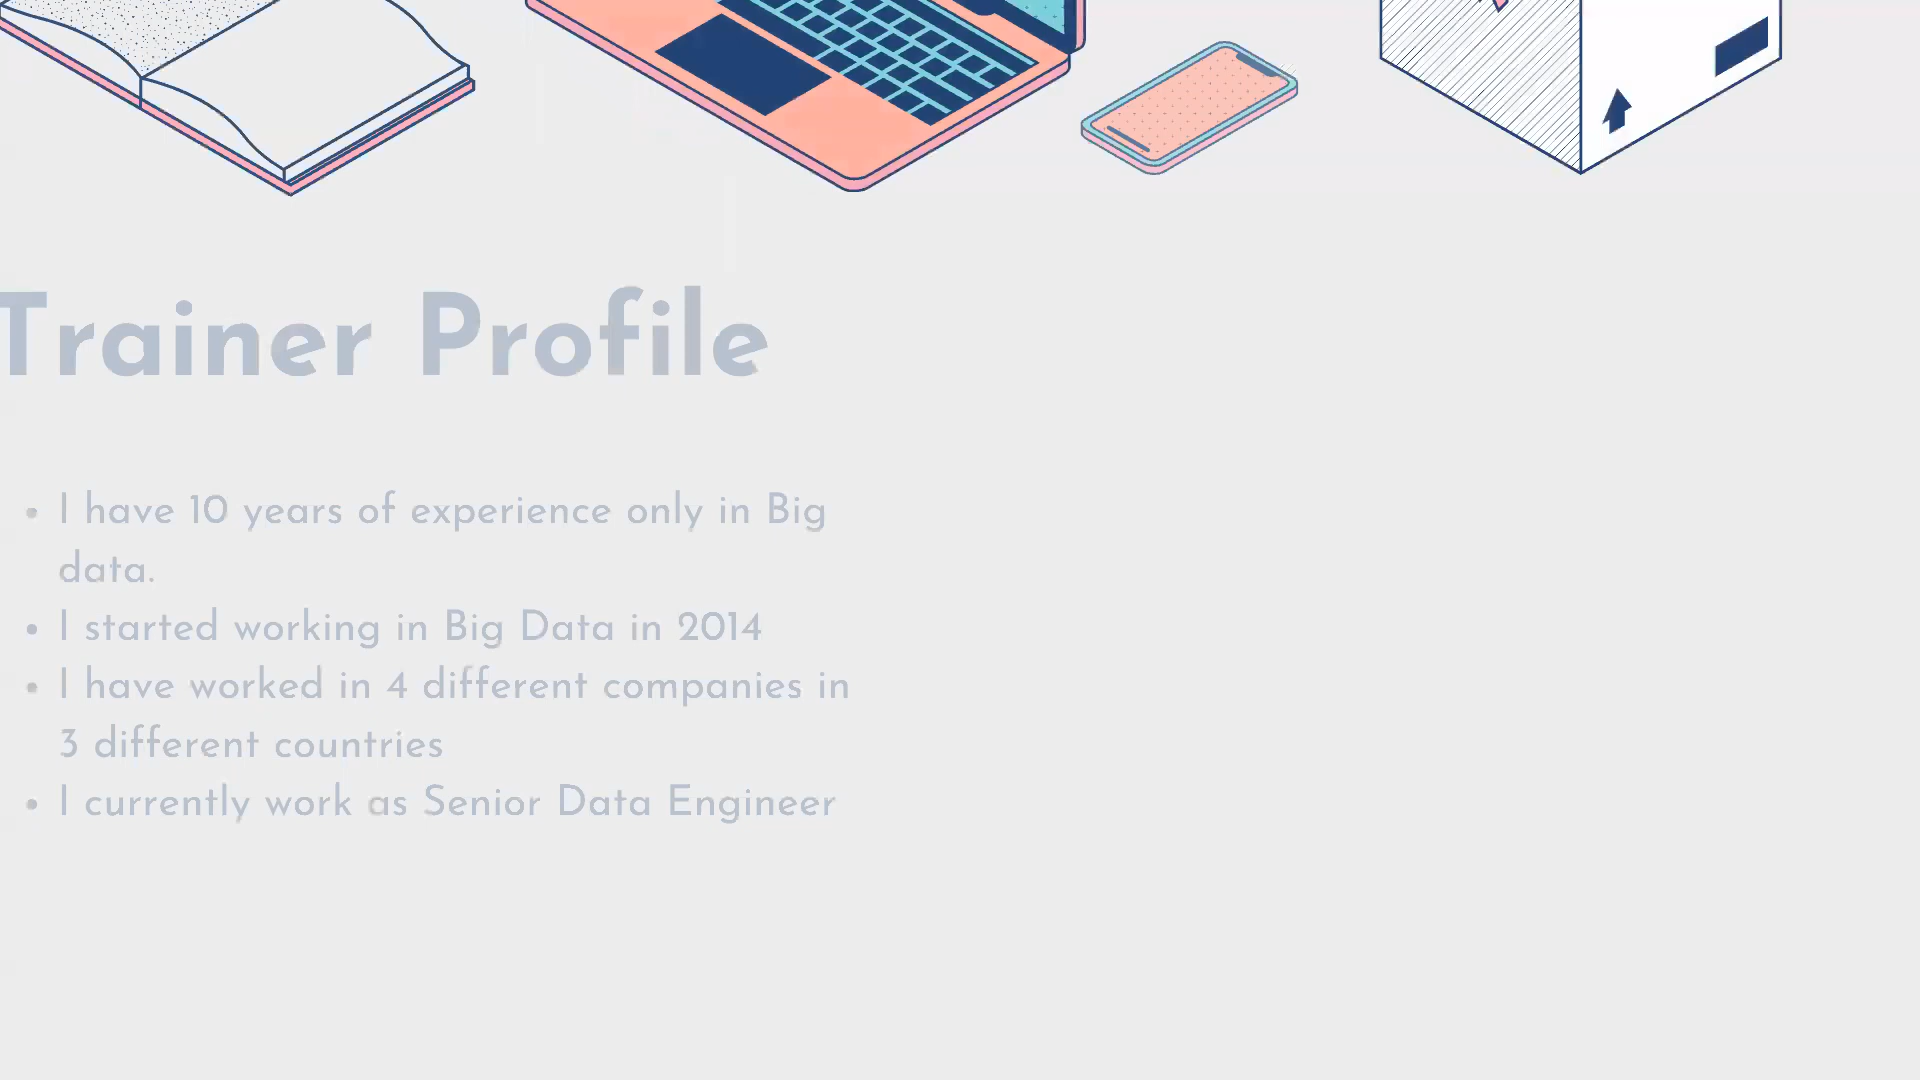 Trainer Profile
• I have 10 years of experience only in Big
data.
• I started working in Big Data in 2014
• I have worked in 4 different companies in
3 different countries
• I currently work as Senior Data Engineer